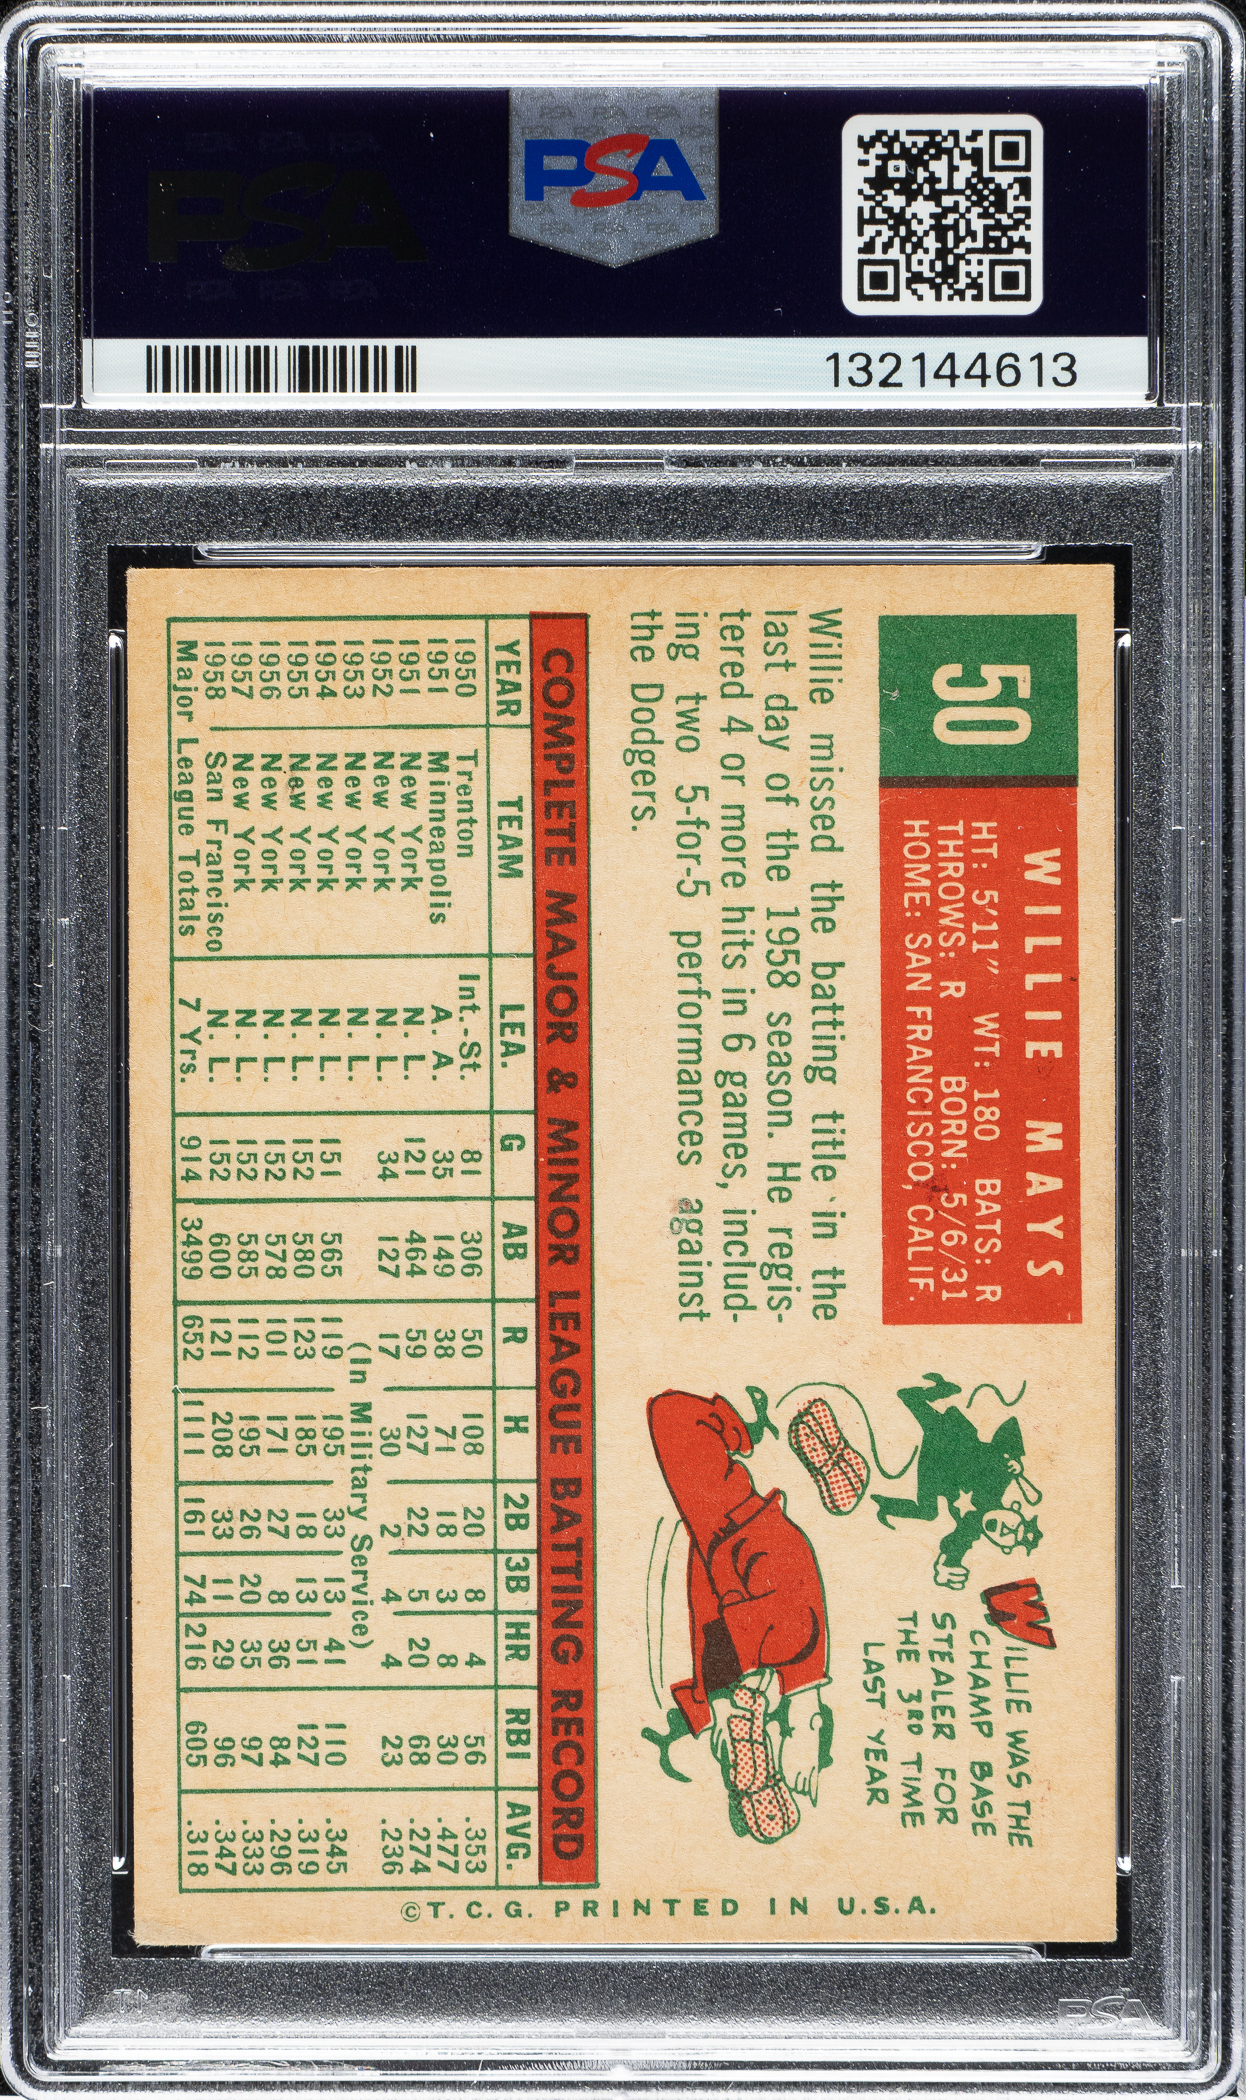 PSA
132144613
50
WILLIE MAYS
HT: 5'11" WT: 180 BATS: R
THROWS: R BORN: 5/6/31
HOME: SAN FRANCISCO, CALIF.
Willie missed the batting title in the
last day of the 1958 season. He regis-
tered 4 or more hits in 6 games, includ-
ing two 5-for-5 performances against
the Dodgers.
WILLIE WAS THE
CHAMP BASE
STEALER FOR
THE 3RD TIME
LAST YEAR
COMPLETE MAJOR & MINOR LEAGUE BATTING RECORD
YEAR TEAM LEA. G AB R H 2B 3B HR RBI AVG.
1950 Trenton Int.-St. 81 306 50 108 20 8 4 56 .353
1951 Minneapolis A. A. 35 149 38 71 18 3 8 30 .477
1951 New York N. L. 121 464 59 127 22 5 20 68 .274
1952 New York N. L. 34 127 17 30 2 4 4 23 .236
1953 New York N. L. (In Military Service)
1954 New York N. L. 151 565 119 195 33 13 41 110 .345
1955 New York N. L. 152 580 123 185 18 13 51 127 .319
1956 New York N. L. 152 578 101 171 27 8 36 84 .296
1957 New York N. L. 152 585 112 195 26 20 35 97 .333
1958 San Francisco N. L. 152 600 121 208 33 11 29 96 .347
Major League Totals 7 Yrs. 914 3499 652 1111 161 74 216 605 .318
©T. C. G. PRINTED IN U.S.A.
PSA